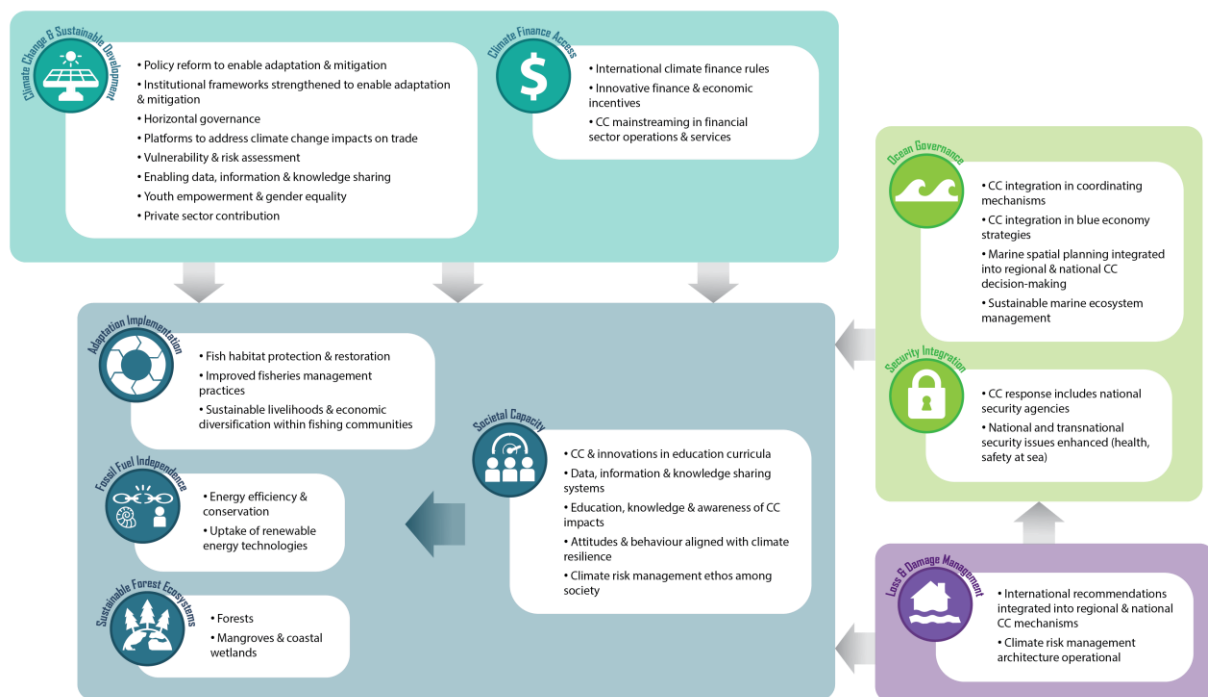 Climate Change & Sustainable Development
• Policy reform to enable adaptation & mitigation
• Institutional frameworks strengthened to enable adaptation
& mitigation
• Horizontal governance
• Platforms to address climate change impacts on trade
• Vulnerability & risk assessment
• Enabling data, information & knowledge sharing
• Youth empowerment & gender equality
• Private sector contribution
Climate Finance Access
$
• International climate finance rules
• Innovative finance & economic
incentives
• CC mainstreaming in financial
sector operations & services
Ocean Governance
• CC integration in coordinating
mechanisms
• CC integration in blue economy
strategies
• Marine spatial planning integrated
into regional & national CC
decision-making
• Sustainable marine ecosystem
management
Security Integration
• CC response includes national
security agencies
• National and transnational
security issues enhanced (health,
safety at sea)
Adaptation Implementation
• Fish habitat protection & restoration
• Improved fisheries management
practices
• Sustainable livelihoods & economic
diversification within fishing communities
Fossil Fuel Independence
• Energy efficiency &
conservation
• Uptake of renewable
energy technologies
Sustainable Forest Ecosystems
• Forests
• Mangroves & coastal
wetlands
Societal Capacity
• CC & innovations in education curricula
• Data, information & knowledge sharing
systems
• Education, knowledge & awareness of CC
impacts
• Attitudes & behaviour aligned with climate
resilience
• Climate risk management ethos among
society
Loss & Damage Management
• International recommendations
integrated into regional & national
CC mechanisms
• Climate risk management
architecture operational